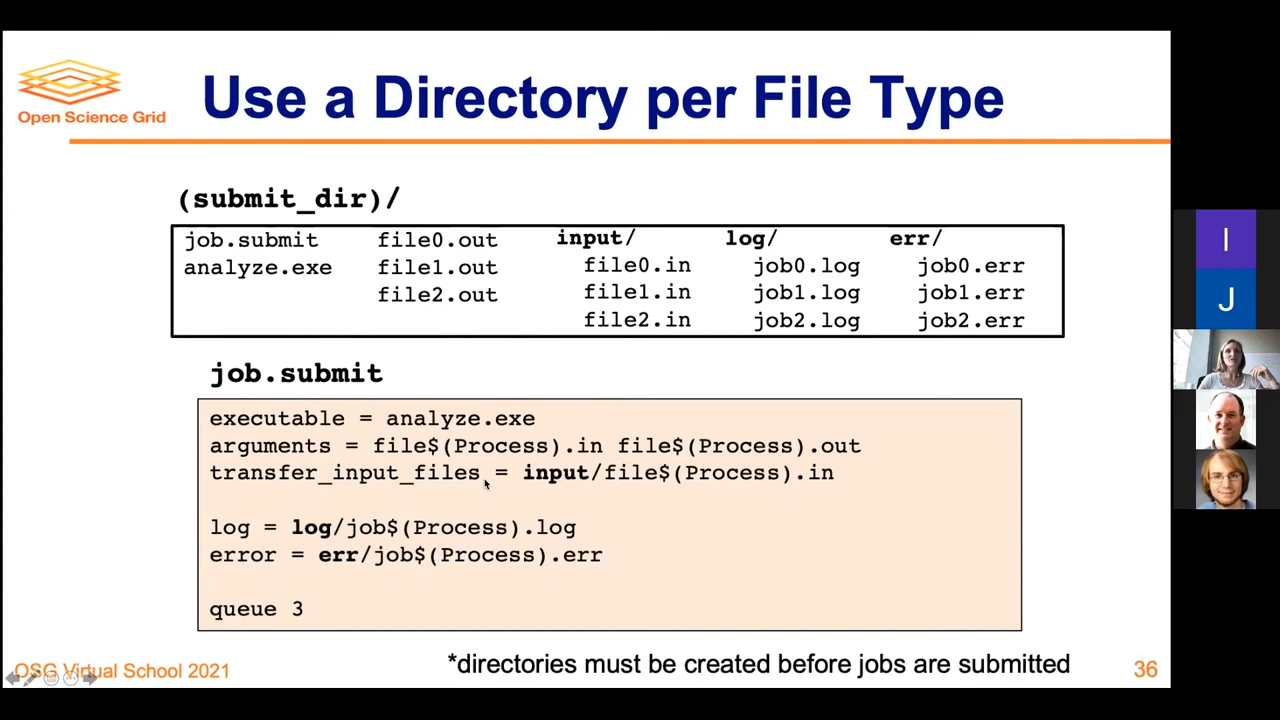 Use a Directory per File Type
Open Science Grid
(submit_dir)/
job.submit file0.out input/ log/ err/
analyze.exe file1.out file0.in job0.log job0.err
file2.out file1.in job1.log job1.err
file2.in job2.log job2.err
job.submit
executable = analyze.exe
arguments = file$(Process).in file$(Process).out
transfer_input_files = input/file$(Process).in
log = log/job$(Process).log
error = err/job$(Process).err
queue 3
*directories must be created before jobs are submitted
OSG Virtual School 2021
36
I
J